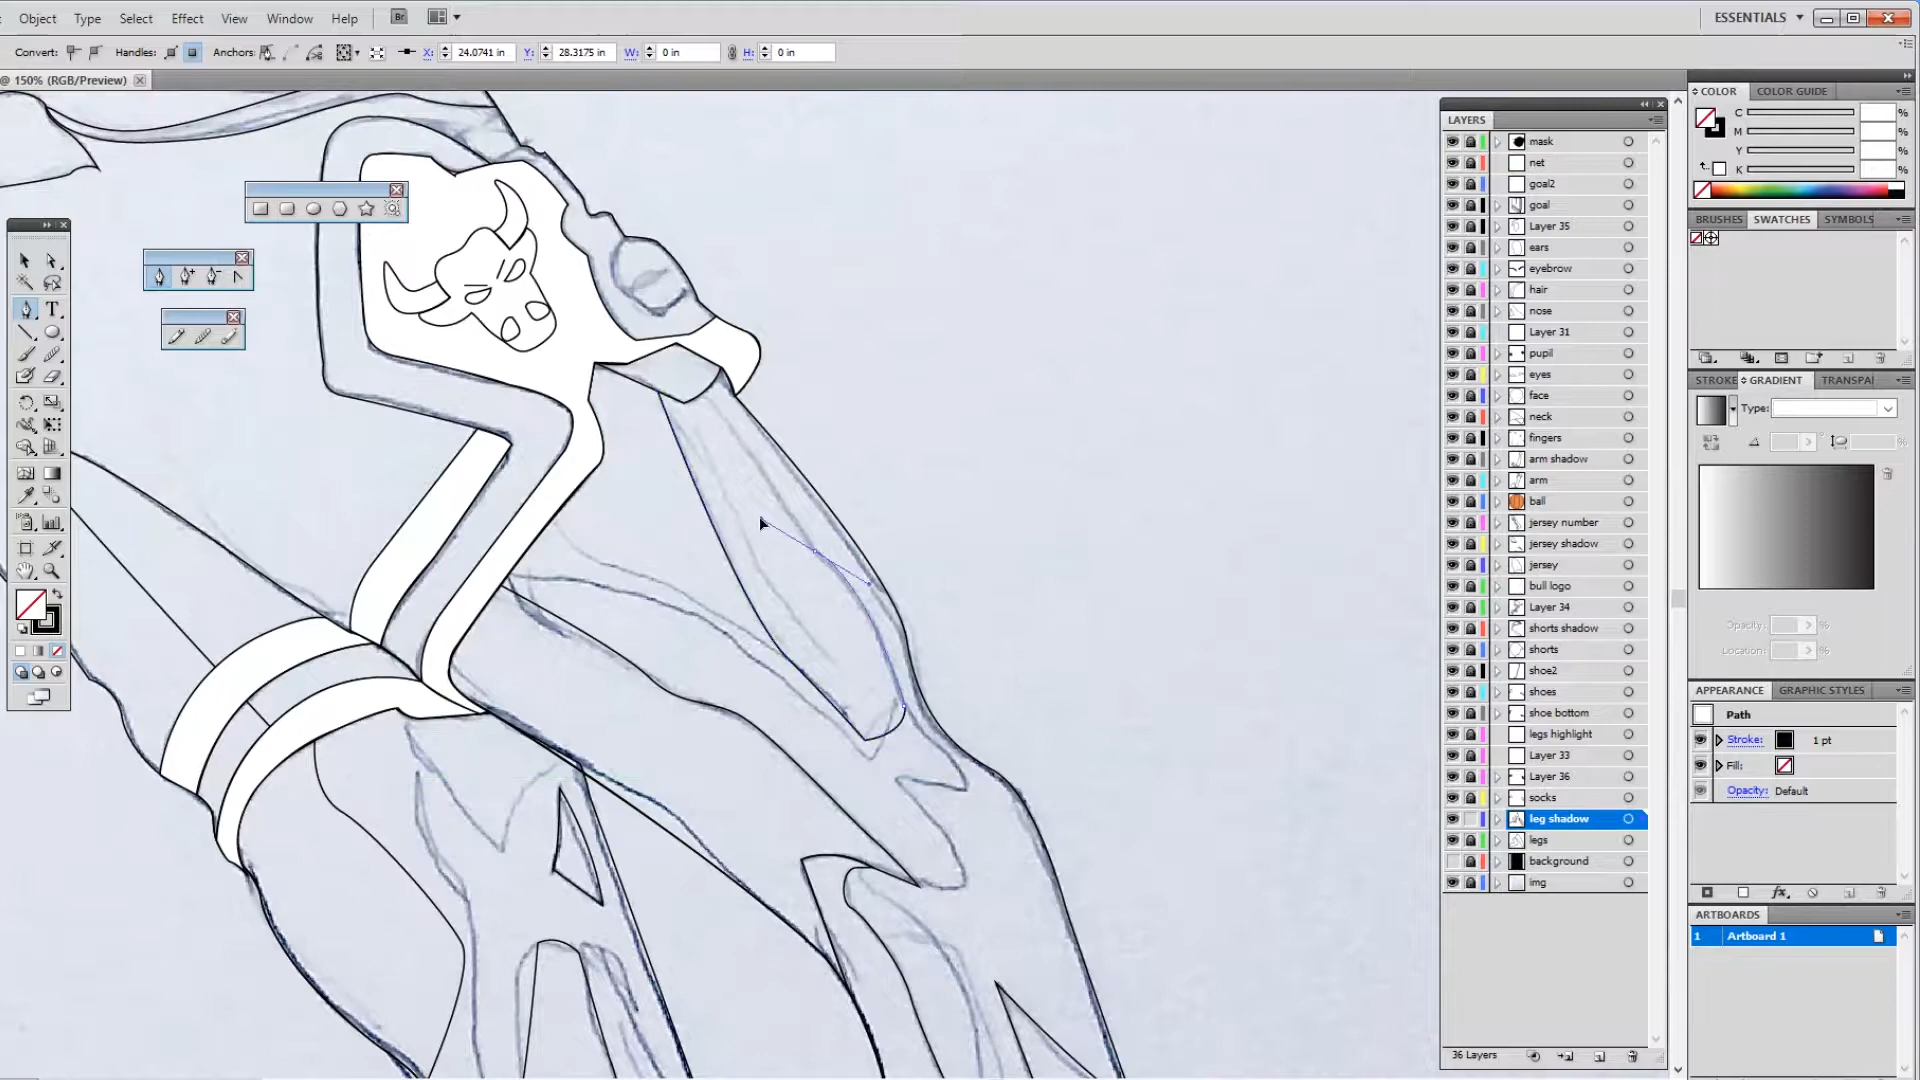 Object Type Select Effect View Window Help Br ESSENTIALS
Convert: Handles: Anchors: X: 24.0741 in Y: 28.3175 in W: 0 in H: 0 in
@ 150% (RGB/Preview)
LAYERS
mask
net
goal2
goal
Layer 35
ears
eyebrow
hair
nose
Layer 31
pupil
eyes
face
neck
fingers
arm shadow
arm
ball
jersey number
jersey shadow
jersey
bull logo
Layer 34
shorts shadow
shorts
shoe2
shoes
shoe bottom
legs highlight
Layer 33
Layer 36
socks
leg shadow
legs
background
img
36 Layers
COLOR COLOR GUIDE
C %
M %
Y %
K %
BRUSHES SWATCHES SYMBOLS
STROKE GRADIENT TRANSPA
Type:
Opacity: %
Location: %
APPEARANCE GRAPHIC STYLES
Path
Stroke: 1 pt
Fill:
Opacity: Default
fx
ARTBOARDS
1 Artboard 1